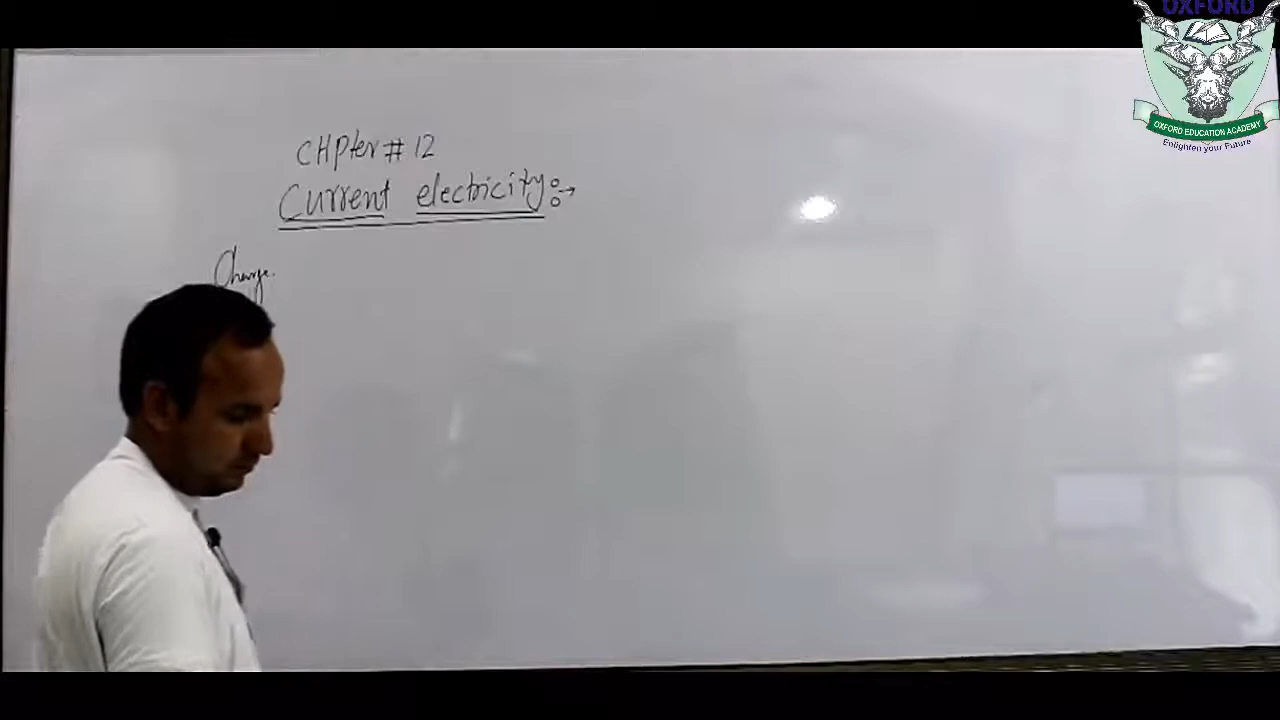 OXFORD
OXFORD EDUCATION ACADEMY
Enlighten your Future
CHPter # 12
Current electricity
Charge.